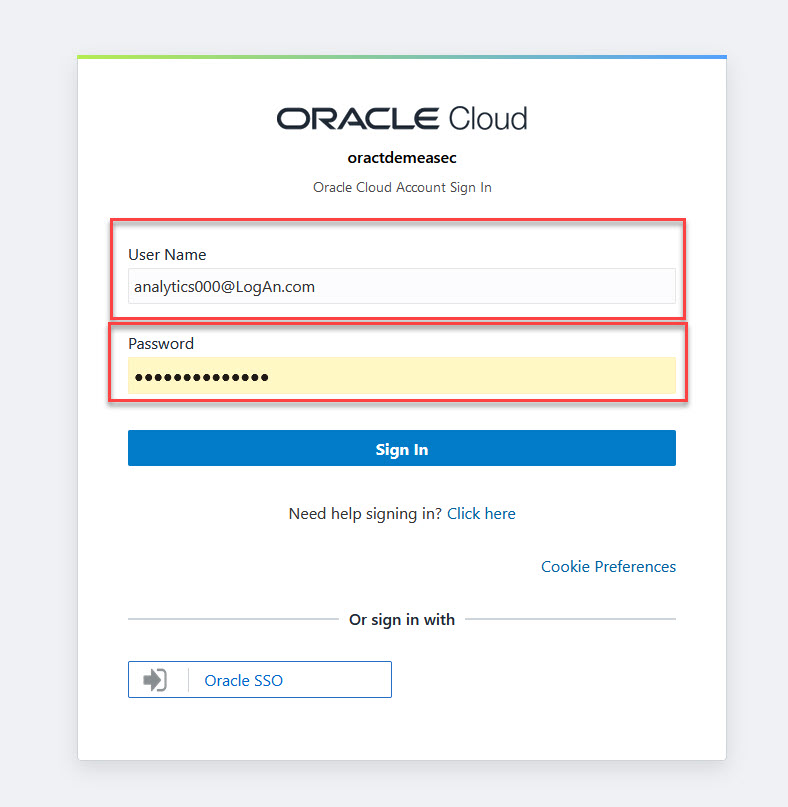 ORACLE Cloud
oractdemeasec
Oracle Cloud Account Sign In
User Name
analytics000@LogAn.com
Password
●●●●●●●●●●●●●●
Sign In
Need help signing in? Click here
Cookie Preferences
Or sign in with
Oracle SSO